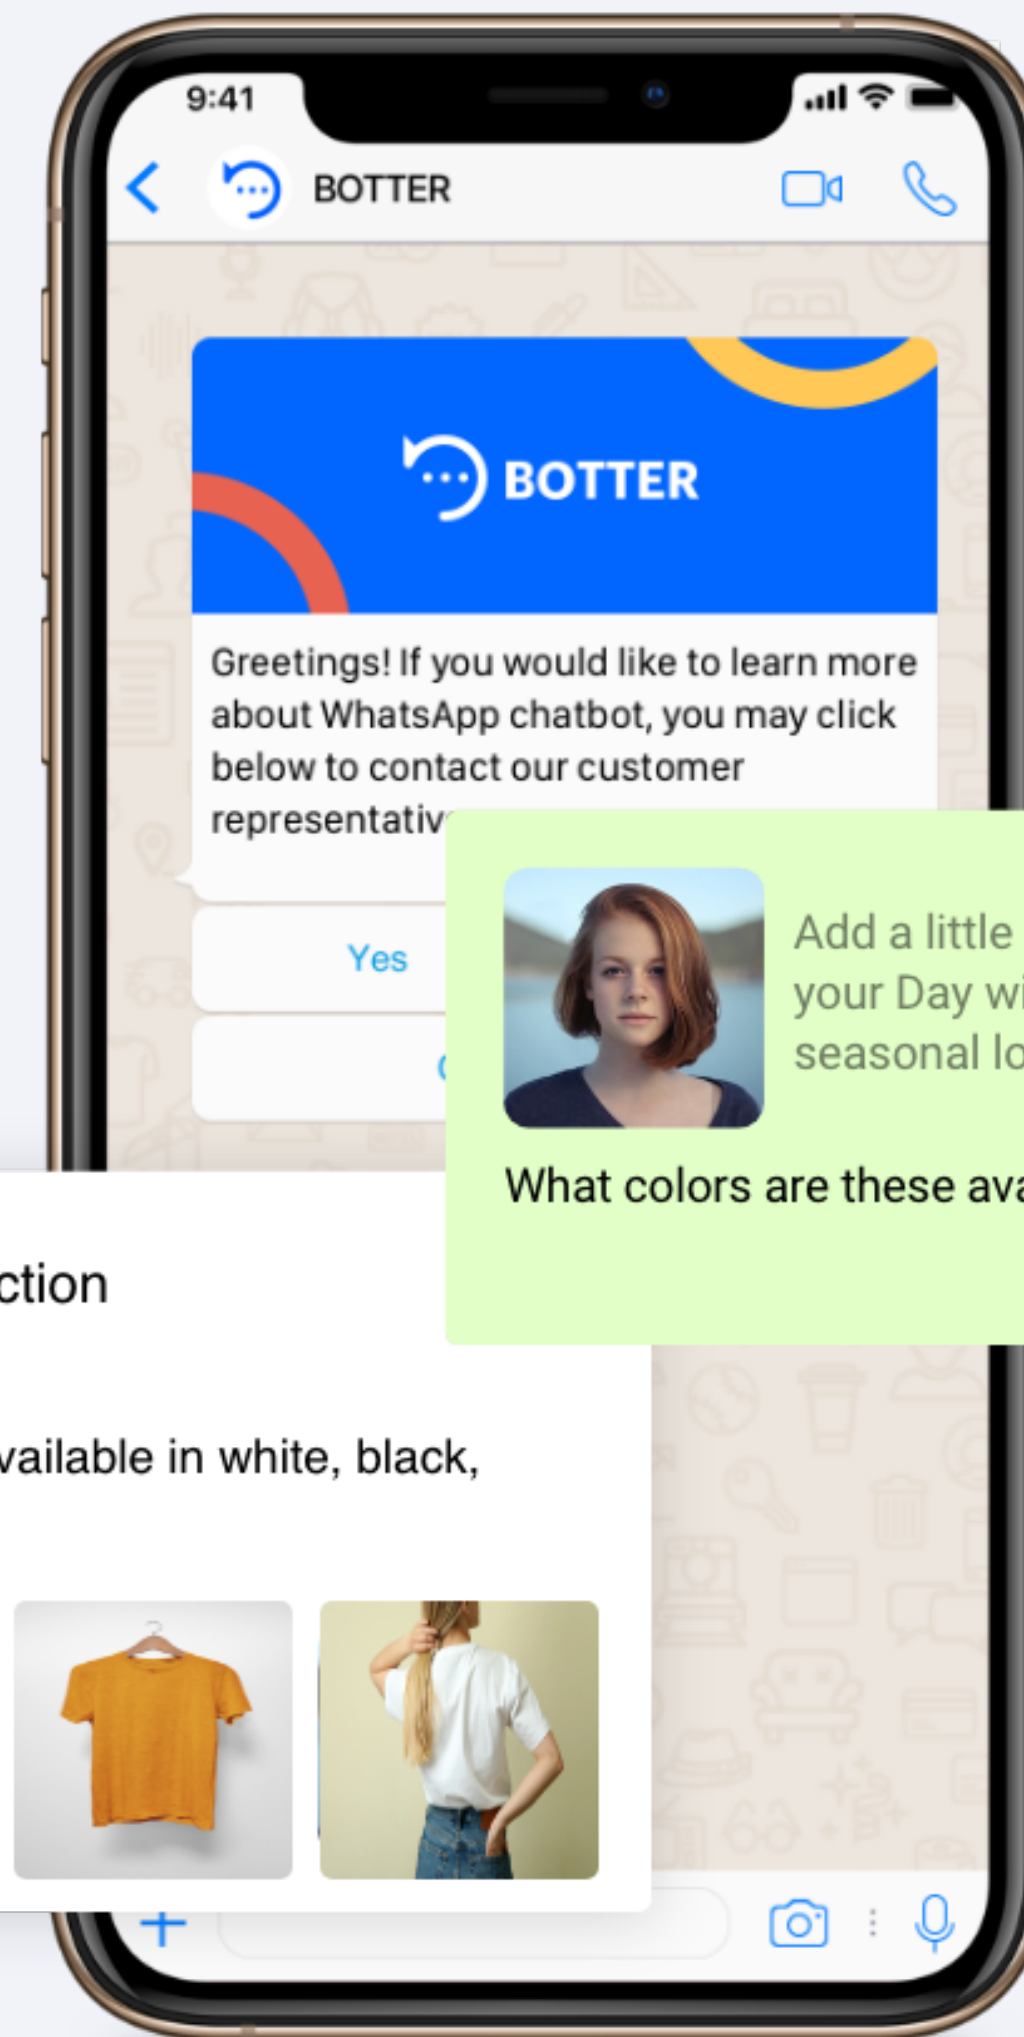 9:41
BOTTER
BOTTER
Greetings! If you would like to learn more
about WhatsApp chatbot, you may click
below to contact our customer
representativ
Yes
Add a little
your Day wi
seasonal lo
What colors are these ava
ction
vailable in white, black,